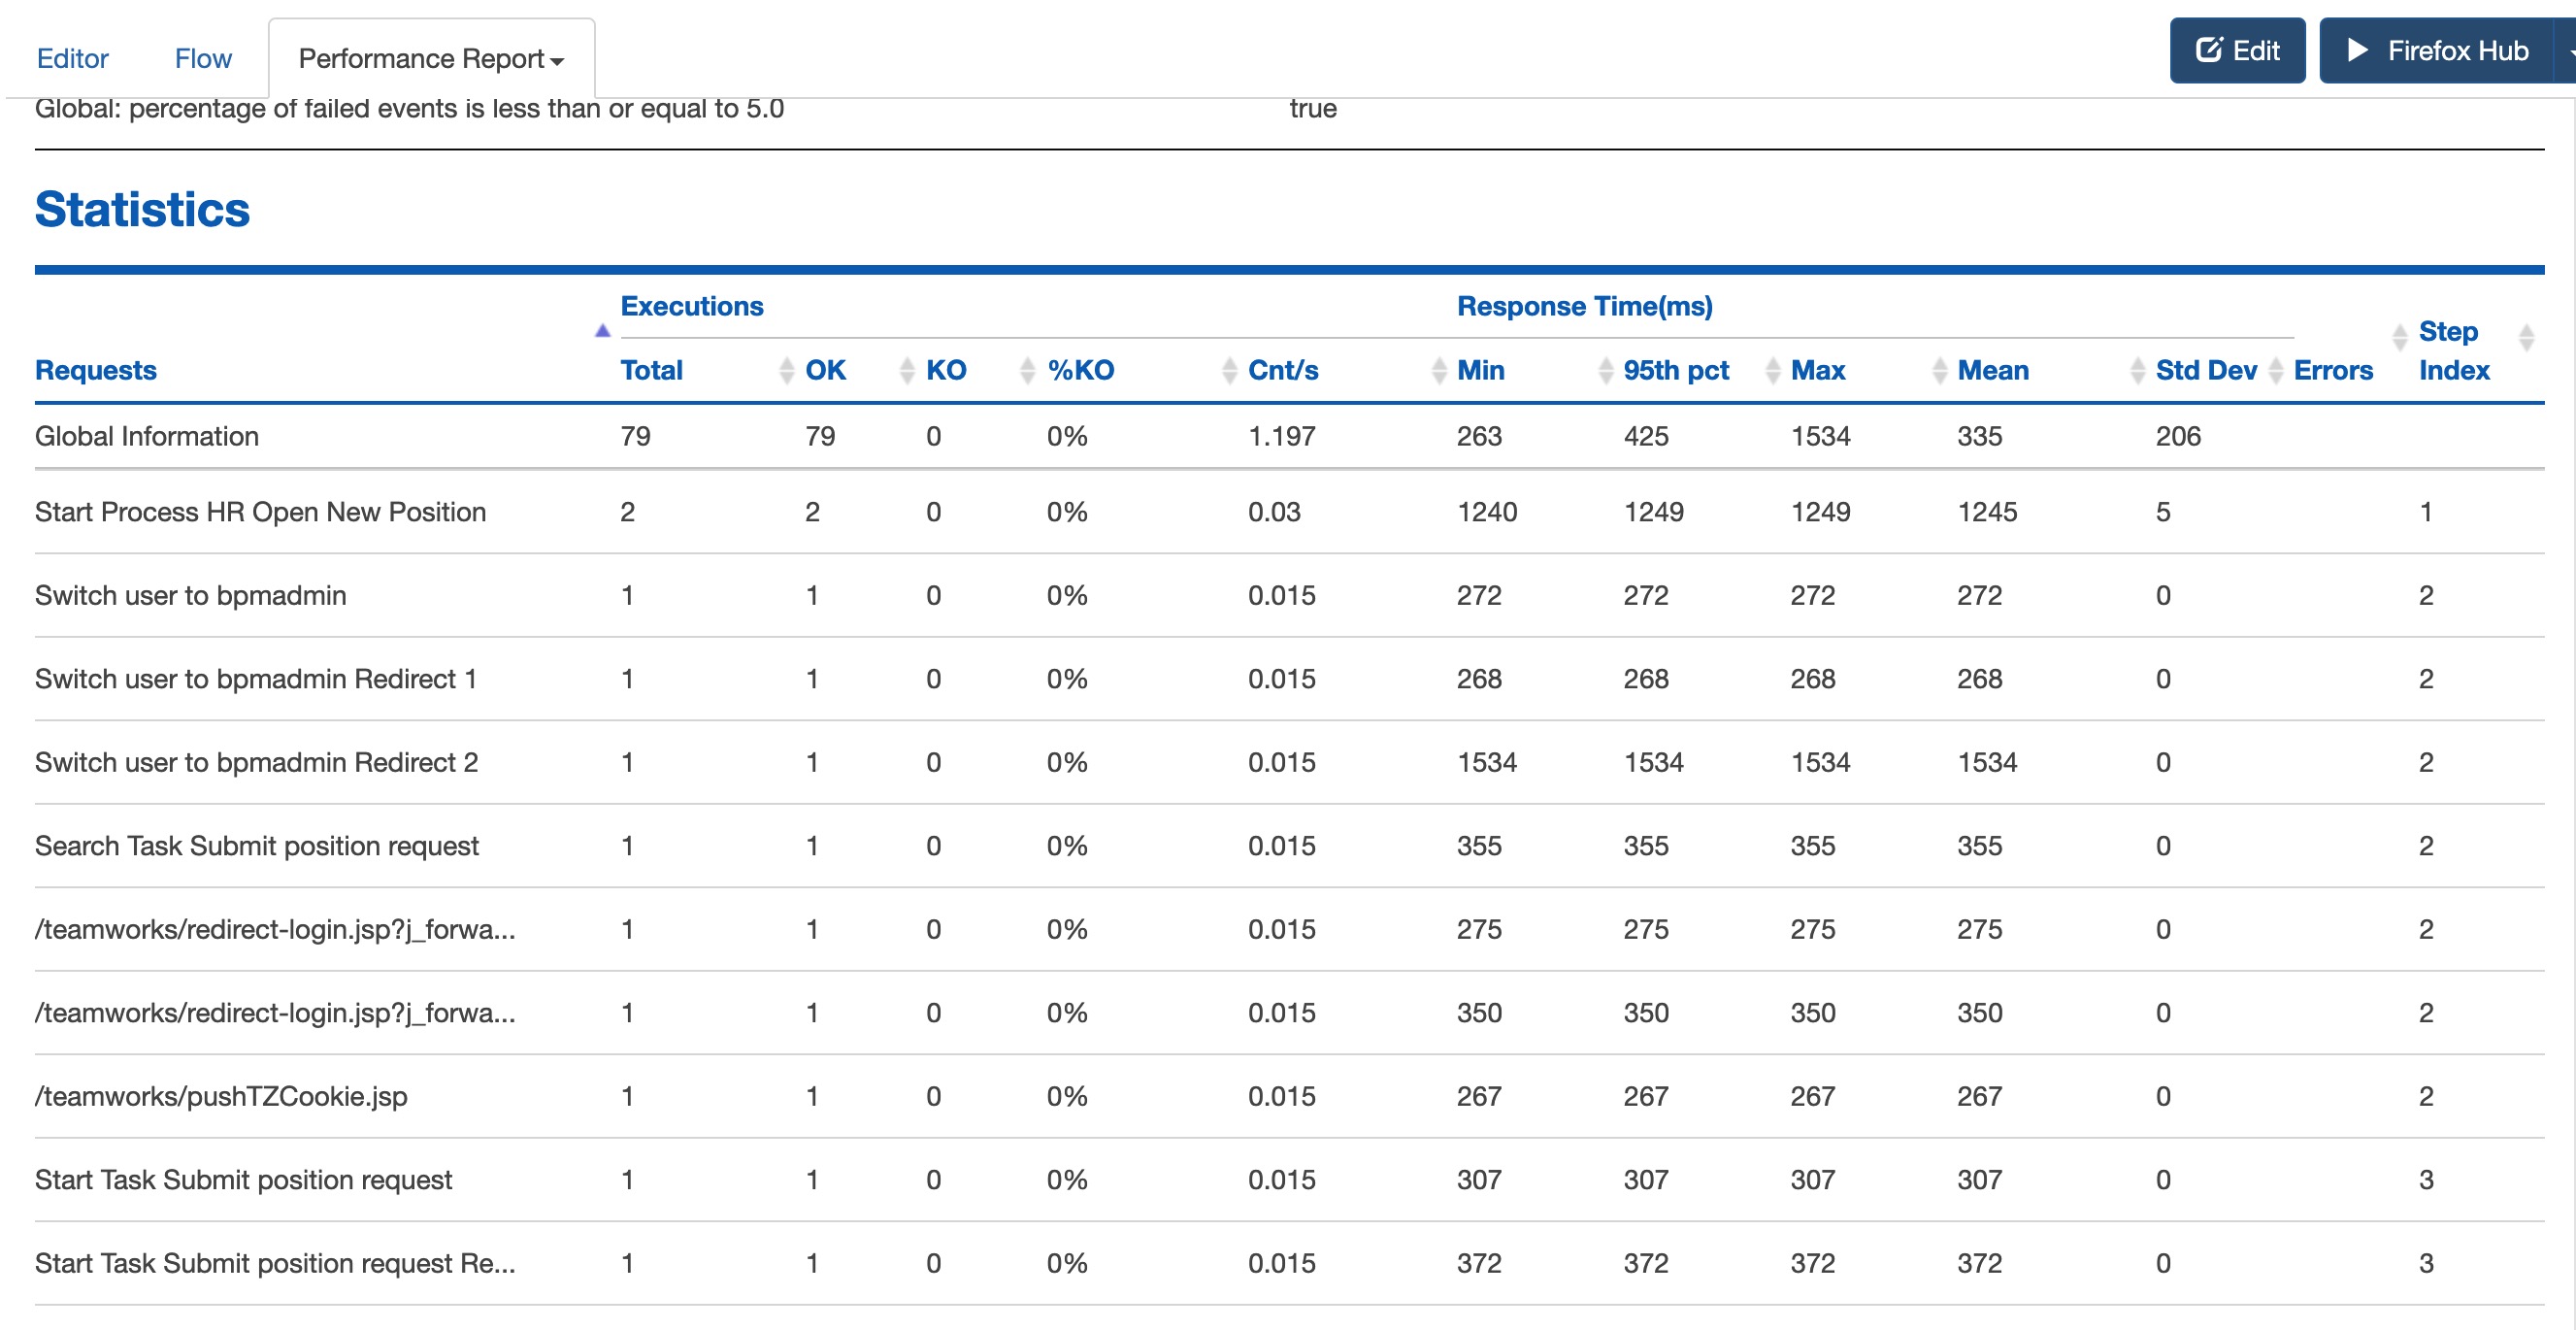 Editor Flow Performance Report Edit Firefox Hub
Global: percentage of failed events is less than or equal to 5.0 true
Statistics
Executions Response Time(ms)
Requests Total OK KO %KO Cnt/s Min 95th pct Max Mean Std Dev Errors Step Index
Global Information 79 79 0 0% 1.197 263 425 1534 335 206
Start Process HR Open New Position 2 2 0 0% 0.03 1240 1249 1249 1245 5 1
Switch user to bpmadmin 1 1 0 0% 0.015 272 272 272 272 0 2
Switch user to bpmadmin Redirect 1 1 1 0 0% 0.015 268 268 268 268 0 2
Switch user to bpmadmin Redirect 2 1 1 0 0% 0.015 1534 1534 1534 1534 0 2
Search Task Submit position request 1 1 0 0% 0.015 355 355 355 355 0 2
/teamworks/redirect-login.jsp?j_forwa... 1 1 0 0% 0.015 275 275 275 275 0 2
/teamworks/redirect-login.jsp?j_forwa... 1 1 0 0% 0.015 350 350 350 350 0 2
/teamworks/pushTZCookie.jsp 1 1 0 0% 0.015 267 267 267 267 0 2
Start Task Submit position request 1 1 0 0% 0.015 307 307 307 307 0 3
Start Task Submit position request Re... 1 1 0 0% 0.015 372 372 372 372 0 3